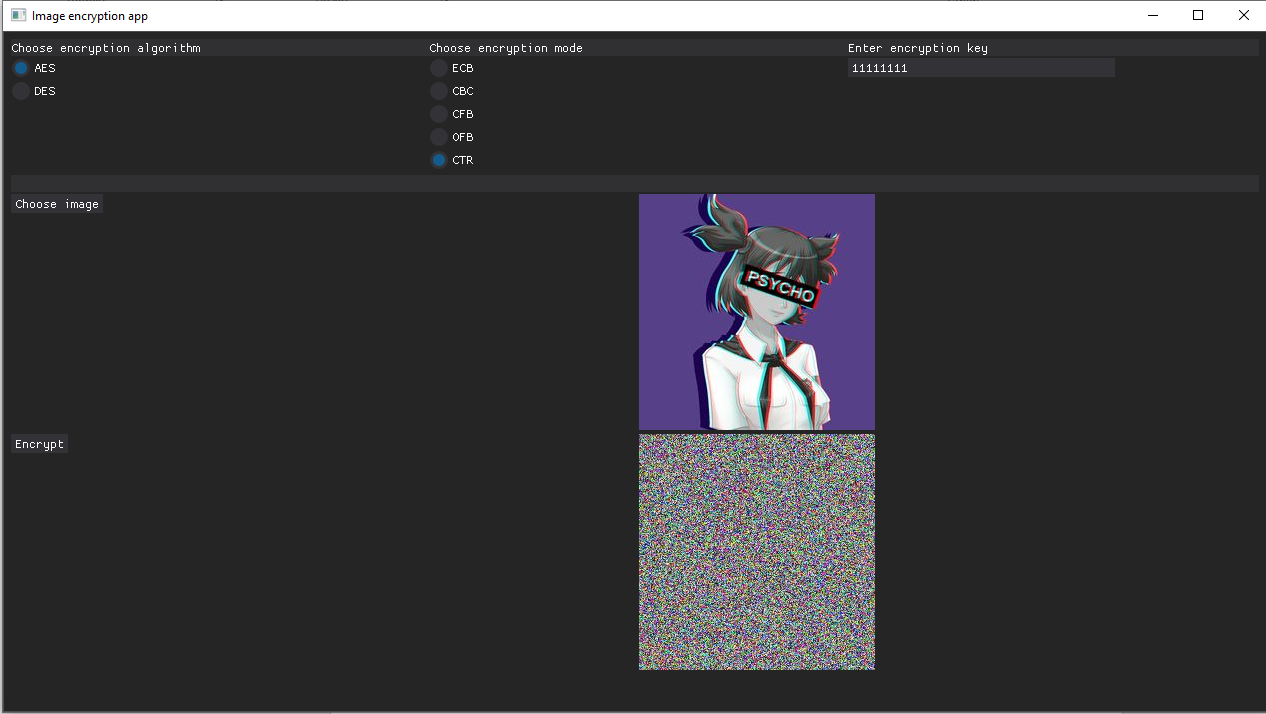 Image encryption app
Choose encryption algorithm
AES
DES
Choose encryption mode
ECB
CBC
CFB
OFB
CTR
Enter encryption key
11111111
Choose image
PSYCHO
Encrypt